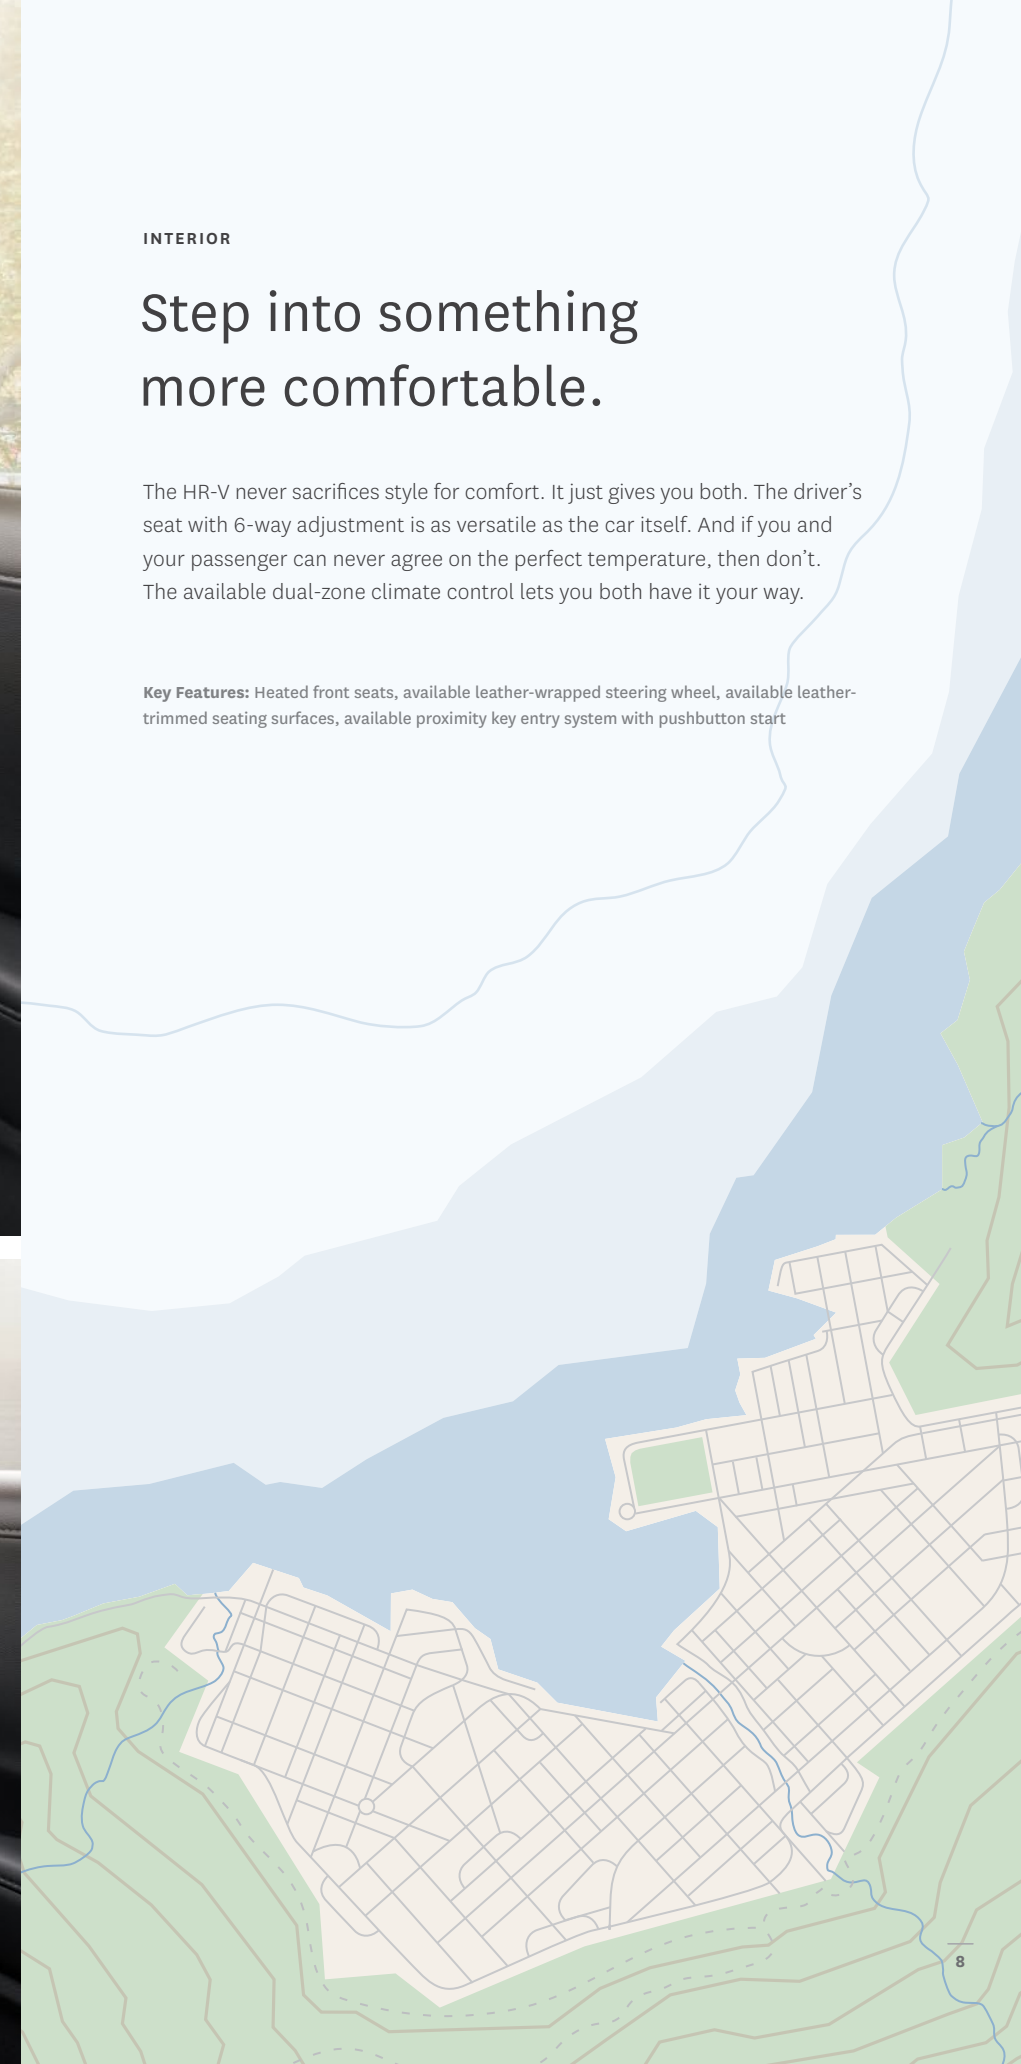 INTERIOR
Step into something
more comfortable.
The HR-V never sacrifices style for comfort. It just gives you both. The driver’s
seat with 6-way adjustment is as versatile as the car itself. And if you and
your passenger can never agree on the perfect temperature, then don’t.
The available dual-zone climate control lets you both have it your way.
Key Features: Heated front seats, available leather-wrapped steering wheel, available leather-
trimmed seating surfaces, available proximity key entry system with pushbutton start
8